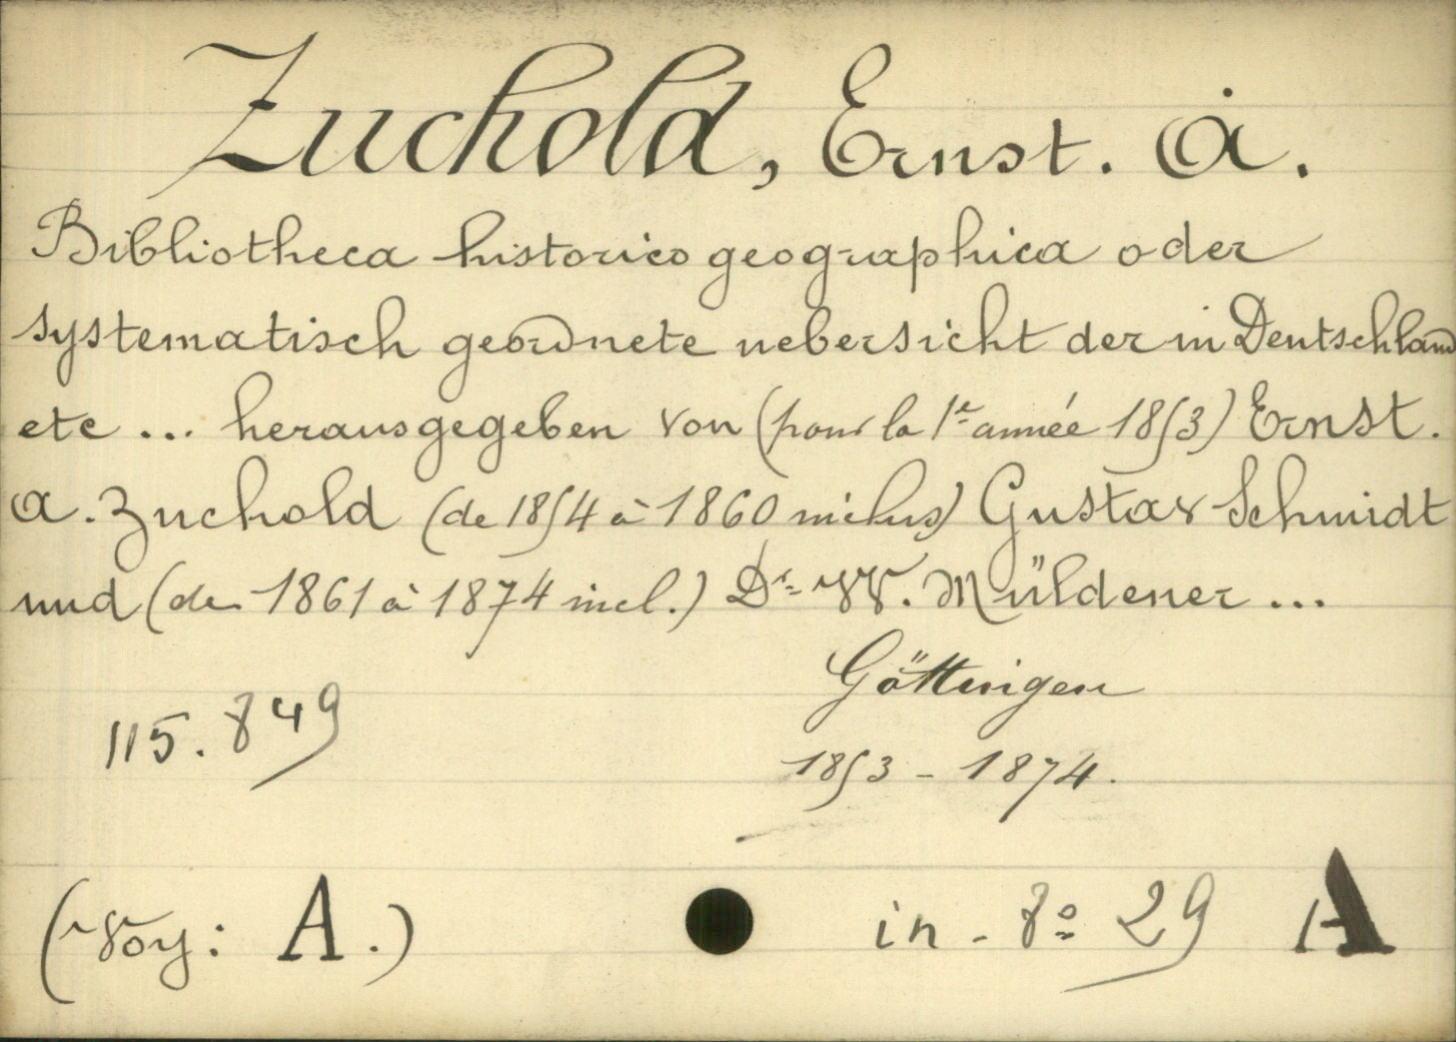 Zuchold, Ernst. A.
Bibliotheca historico geographica oder
systematisch geordnete uebersicht der in Deutschland
etc ... herausgegeben von (pour la 1re année 1853) Ernst.
A. Zuchold (de 1854 à 1860 inclus) Gustav Schmidt
und (de 1861 à 1874 incl.) Dr W. Müldener ...
Göttingen
115.849
1853 - 1874.
(Voy: A.)
in-8º 29 A